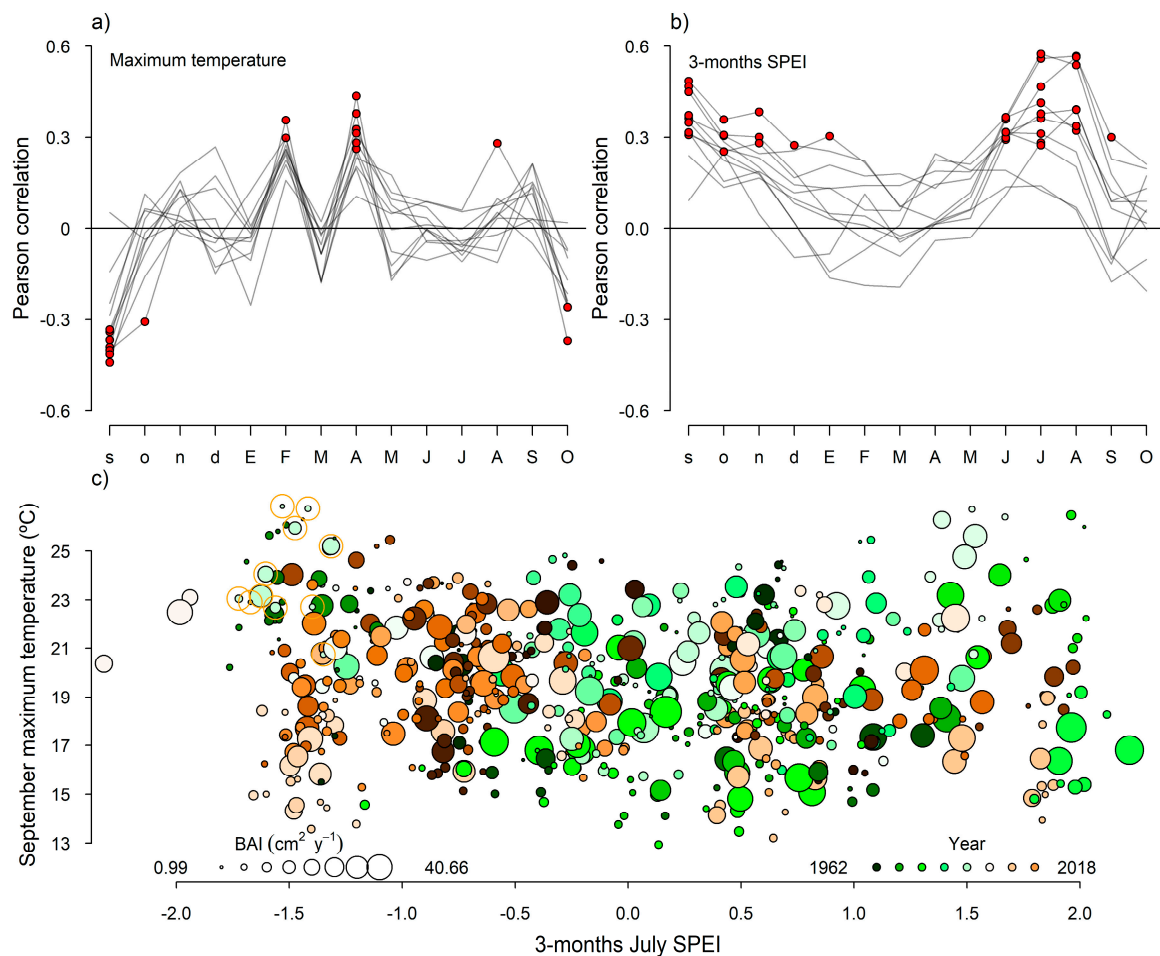 a)
Maximum temperature
Pearson correlation
0.6
0.3
0
-0.3
-0.6
s o n d E F M A M J J A S O
b)
3-months SPEI
Pearson correlation
0.6
0.3
0
-0.3
-0.6
s o n d E F M A M J J A S O
c)
September maximum temperature (ºC)
25
23
21
19
17
15
13
BAI (cm² y⁻¹)
0.99 40.66
Year
1962 2018
-2.0 -1.5 -1.0 -0.5 0.0 0.5 1.0 1.5 2.0
3-months July SPEI